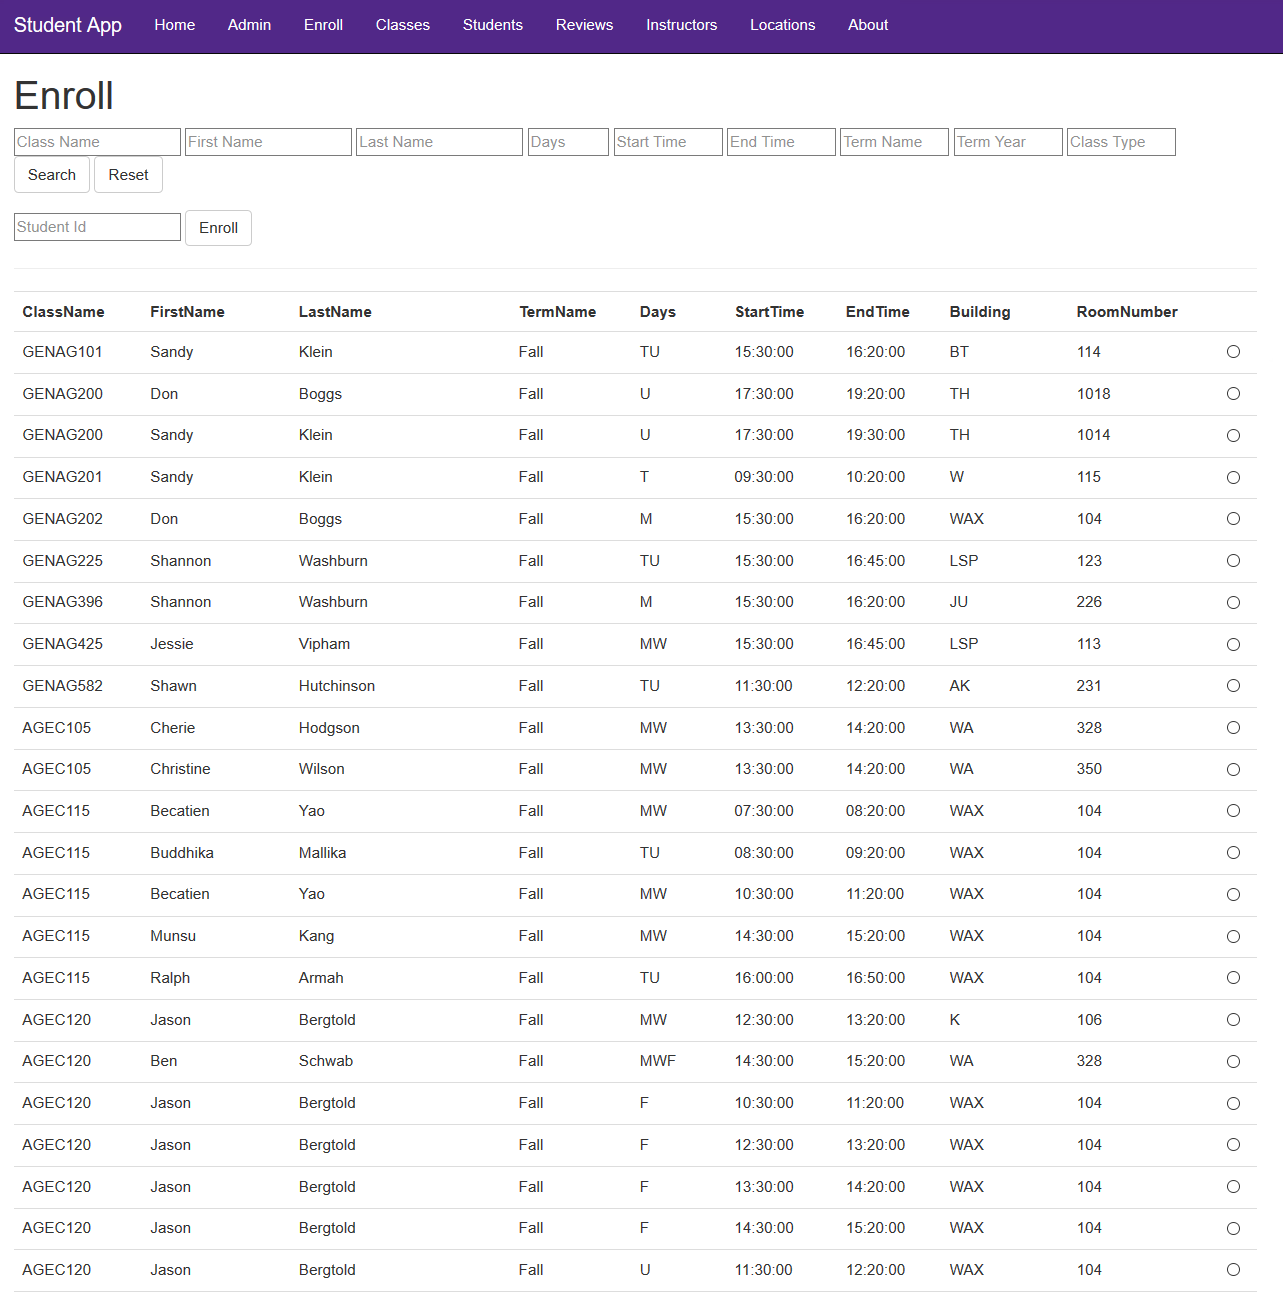 Student App Home Admin Enroll Classes Students Reviews Instructors Locations About
Enroll
Class Name First Name Last Name Days Start Time End Time Term Name Term Year Class Type
Search Reset
Student Id Enroll
ClassName FirstName LastName TermName Days StartTime EndTime Building RoomNumber
GENAG101 Sandy Klein Fall TU 15:30:00 16:20:00 BT 114
GENAG200 Don Boggs Fall U 17:30:00 19:20:00 TH 1018
GENAG200 Sandy Klein Fall U 17:30:00 19:30:00 TH 1014
GENAG201 Sandy Klein Fall T 09:30:00 10:20:00 W 115
GENAG202 Don Boggs Fall M 15:30:00 16:20:00 WAX 104
GENAG225 Shannon Washburn Fall TU 15:30:00 16:45:00 LSP 123
GENAG396 Shannon Washburn Fall M 15:30:00 16:20:00 JU 226
GENAG425 Jessie Vipham Fall MW 15:30:00 16:45:00 LSP 113
GENAG582 Shawn Hutchinson Fall TU 11:30:00 12:20:00 AK 231
AGEC105 Cherie Hodgson Fall MW 13:30:00 14:20:00 WA 328
AGEC105 Christine Wilson Fall MW 13:30:00 14:20:00 WA 350
AGEC115 Becatien Yao Fall MW 07:30:00 08:20:00 WAX 104
AGEC115 Buddhika Mallika Fall TU 08:30:00 09:20:00 WAX 104
AGEC115 Becatien Yao Fall MW 10:30:00 11:20:00 WAX 104
AGEC115 Munsu Kang Fall MW 14:30:00 15:20:00 WAX 104
AGEC115 Ralph Armah Fall TU 16:00:00 16:50:00 WAX 104
AGEC120 Jason Bergtold Fall MW 12:30:00 13:20:00 K 106
AGEC120 Ben Schwab Fall MWF 14:30:00 15:20:00 WA 328
AGEC120 Jason Bergtold Fall F 10:30:00 11:20:00 WAX 104
AGEC120 Jason Bergtold Fall F 12:30:00 13:20:00 WAX 104
AGEC120 Jason Bergtold Fall F 13:30:00 14:20:00 WAX 104
AGEC120 Jason Bergtold Fall F 14:30:00 15:20:00 WAX 104
AGEC120 Jason Bergtold Fall U 11:30:00 12:20:00 WAX 104